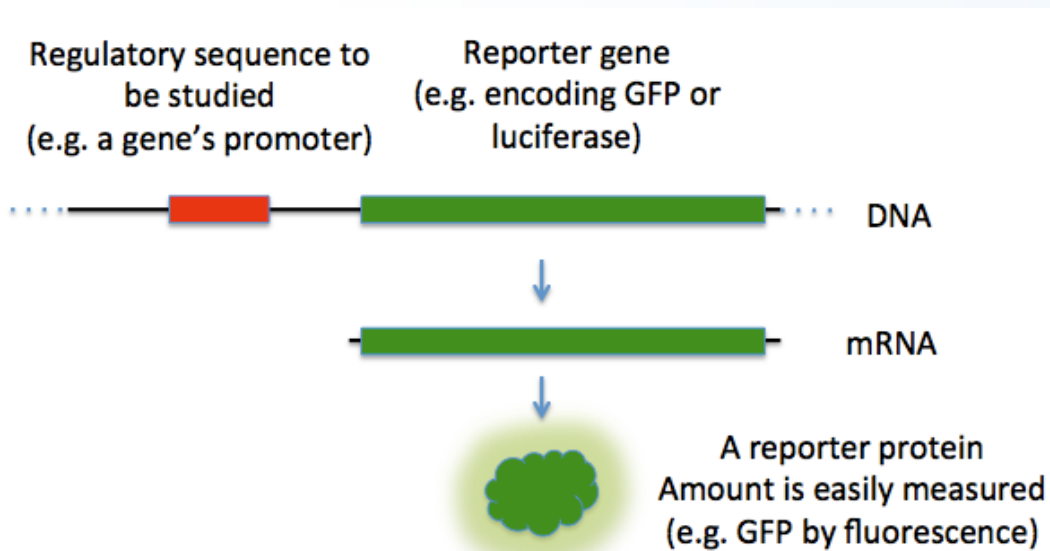 Regulatory sequence to
be studied
(e.g. a gene’s promoter)
Reporter gene
(e.g. encoding GFP or
luciferase)
DNA
mRNA
A reporter protein
Amount is easily measured
(e.g. GFP by fluorescence)